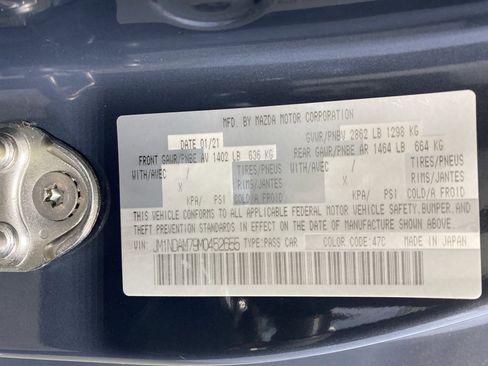 MFD. BY MAZDA MOTOR CORPORATION
DATE 01/21 GVWR/PNBV 2862 LB 1298 KG
FRONT GAWR/PNBE AV 1402 LB 636 KG REAR GAWR/PNBE AR 1464 LB 664 KG
WITH/AVEC / TIRES/PNEUS WITH/AVEC / TIRES/PNEUS
X RIMS/JANTES X RIMS/JANTES
KPA/ PSI COLD/A FROID KPA/ PSI COLD/A FROID
THIS VEHICLE CONFORMS TO ALL APPLICABLE FEDERAL MOTOR VEHICLE SAFETY, BUMPER, AND
THEFT PREVENTION STANDARDS IN EFFECT ON THE DATE OF MANUFACTURE SHOWN ABOVE.
VIN: JM1NDAM79M0452655 TYPE:PASS CAR COLOR CODE:47C MADE IN JAPAN